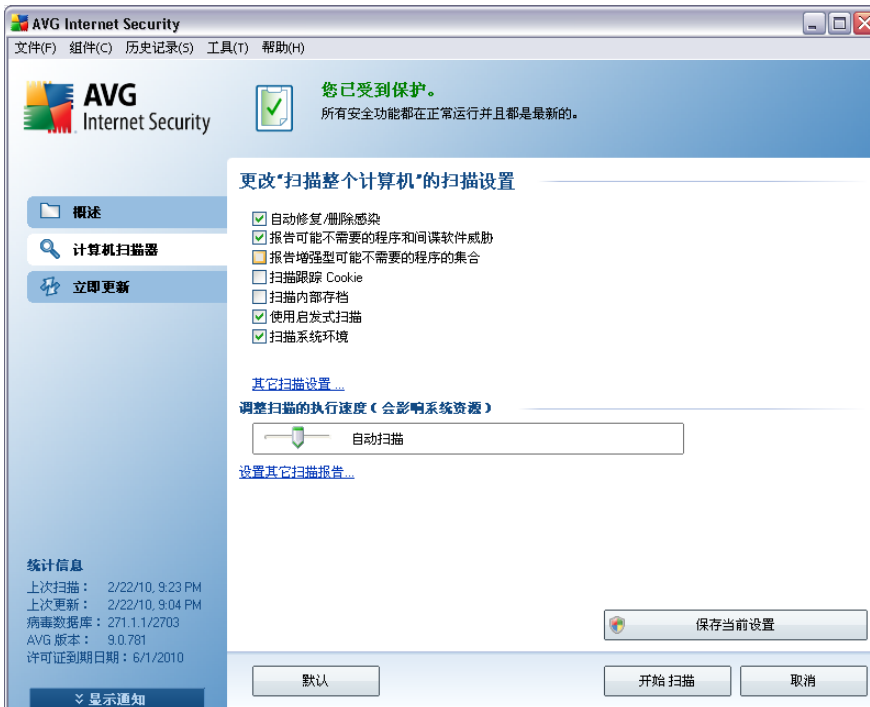 AVG Internet Security
文件(F) 组件(C) 历史记录(S) 工具(T) 帮助(H)
AVG
Internet Security
您已受到保护。
所有安全功能都在正常运行并且都是最新的。
概述
计算机扫描器
立即更新
更改“扫描整个计算机”的扫描设置
自动修复/删除感染
报告可能不需要的程序和间谍软件威胁
报告增强型可能不需要的程序的集合
扫描跟踪 Cookie
扫描内部存档
使用启发式扫描
扫描系统环境
其它扫描设置 ...
调整扫描的执行速度（会影响系统资源）
自动扫描
设置其它扫描报告...
统计信息
上次扫描： 2/22/10, 9:23 PM
上次更新： 2/22/10, 9:04 PM
病毒数据库：271.1.1/2703
AVG 版本： 9.0.781
许可证到期日期：6/1/2010
显示通知
保存当前设置
默认
开始 扫描
取消